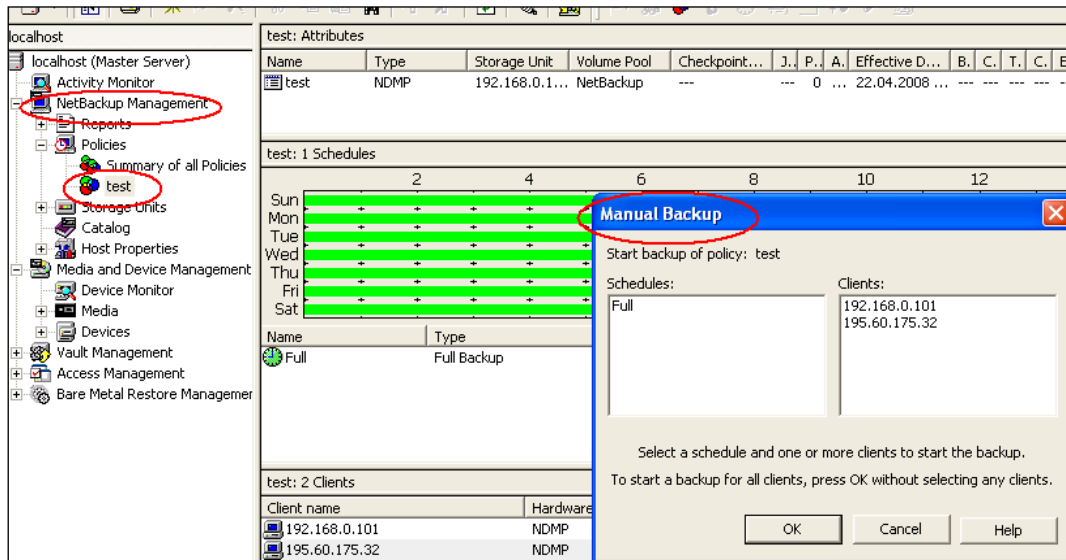 localhost
localhost (Master Server)
Activity Monitor
NetBackup Management
Reports
Policies
Summary of all Policies
test
Storage Units
Catalog
Host Properties
Media and Device Management
Device Monitor
Media
Devices
Vault Management
Access Management
Bare Metal Restore Managemer
test: Attributes
Name Type Storage Unit Volume Pool Checkpoint... J.. P.. A.. Effective D... B.. C.. T.. C.. E
test NDMP 192.168.0.1... NetBackup --- --- 0 ... 22.04.2008 ... --- --- --- ---
test: 1 Schedules
2 4 6 8 10 12
Sun
Mon
Tue
Wed
Thu
Fri
Sat
Name Type
Full Full Backup
test: 2 Clients
Client name Hardware
192.168.0.101 NDMP
195.60.175.32 NDMP
Manual Backup
Start backup of policy: test
Schedules: Clients:
Full 192.168.0.101
195.60.175.32
Select a schedule and one or more clients to start the backup.
To start a backup for all clients, press OK without selecting any clients.
OK Cancel Help